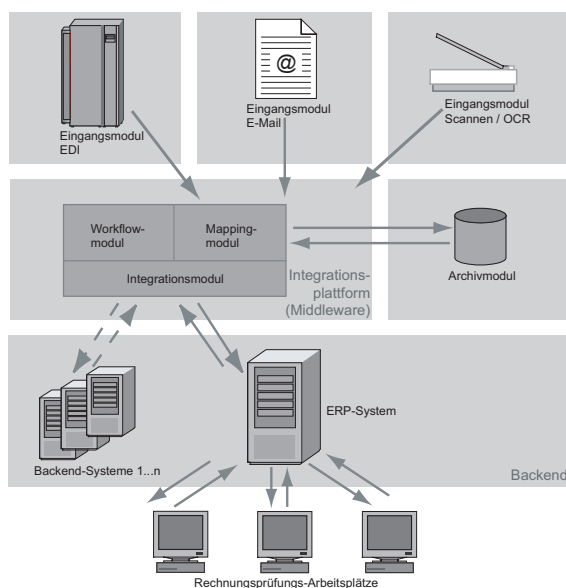 Eingangsmodul
EDI
@
Eingangsmodul
E-Mail
Eingangsmodul
Scannen / OCR
Workflow-
modul
Mapping-
modul
Integrationsmodul
Integrations-
plattform
(Middleware)
Archivmodul
ERP-System
Backend-Systeme 1...n
Backend
Rechnungsprüfungs-Arbeitsplätze